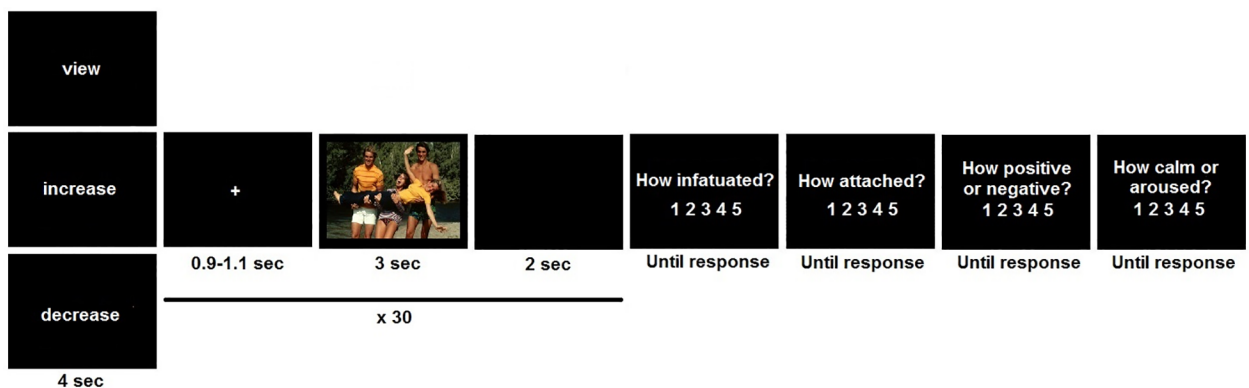 view
increase
decrease
4 sec
+
0.9-1.1 sec
3 sec
2 sec
x 30
How infatuated?
1 2 3 4 5
Until response
How attached?
1 2 3 4 5
Until response
How positive
or negative?
1 2 3 4 5
Until response
How calm or
aroused?
1 2 3 4 5
Until response